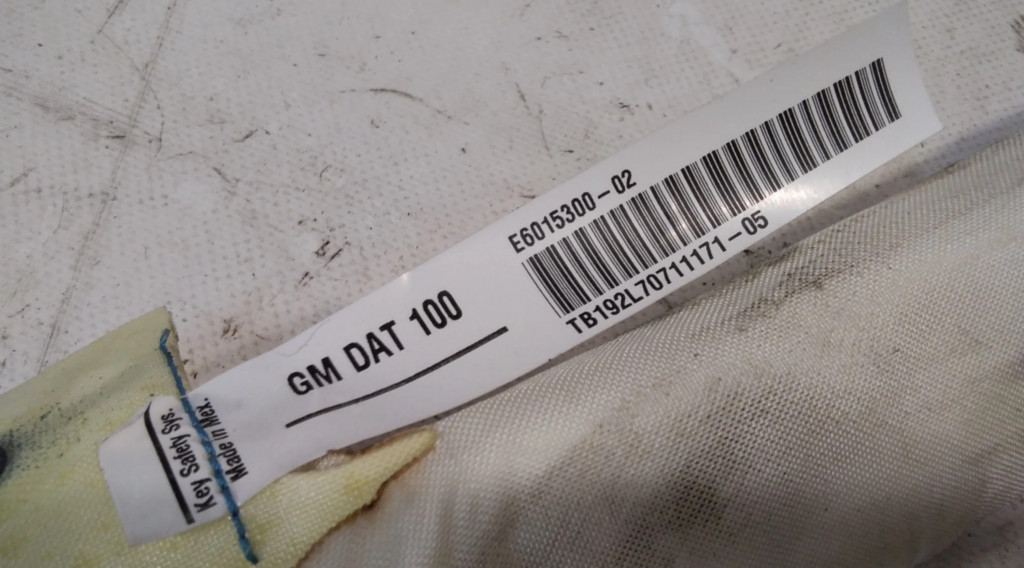 E6015300-02
TB192L70711171-05
GM DAT 100
Key Safety Sys.
Made in Mex.